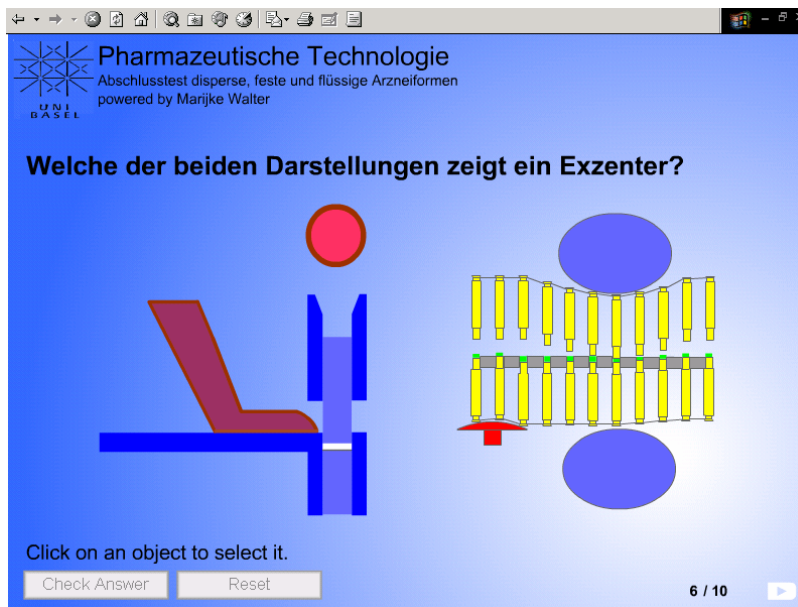 Pharmazeutische Technologie
Abschlusstest disperse, feste und flüssige Arzneiformen
powered by Marijke Walter
UNI
BASEL
Welche der beiden Darstellungen zeigt ein Exzenter?
Click on an object to select it.
Check Answer
Reset
6 / 10